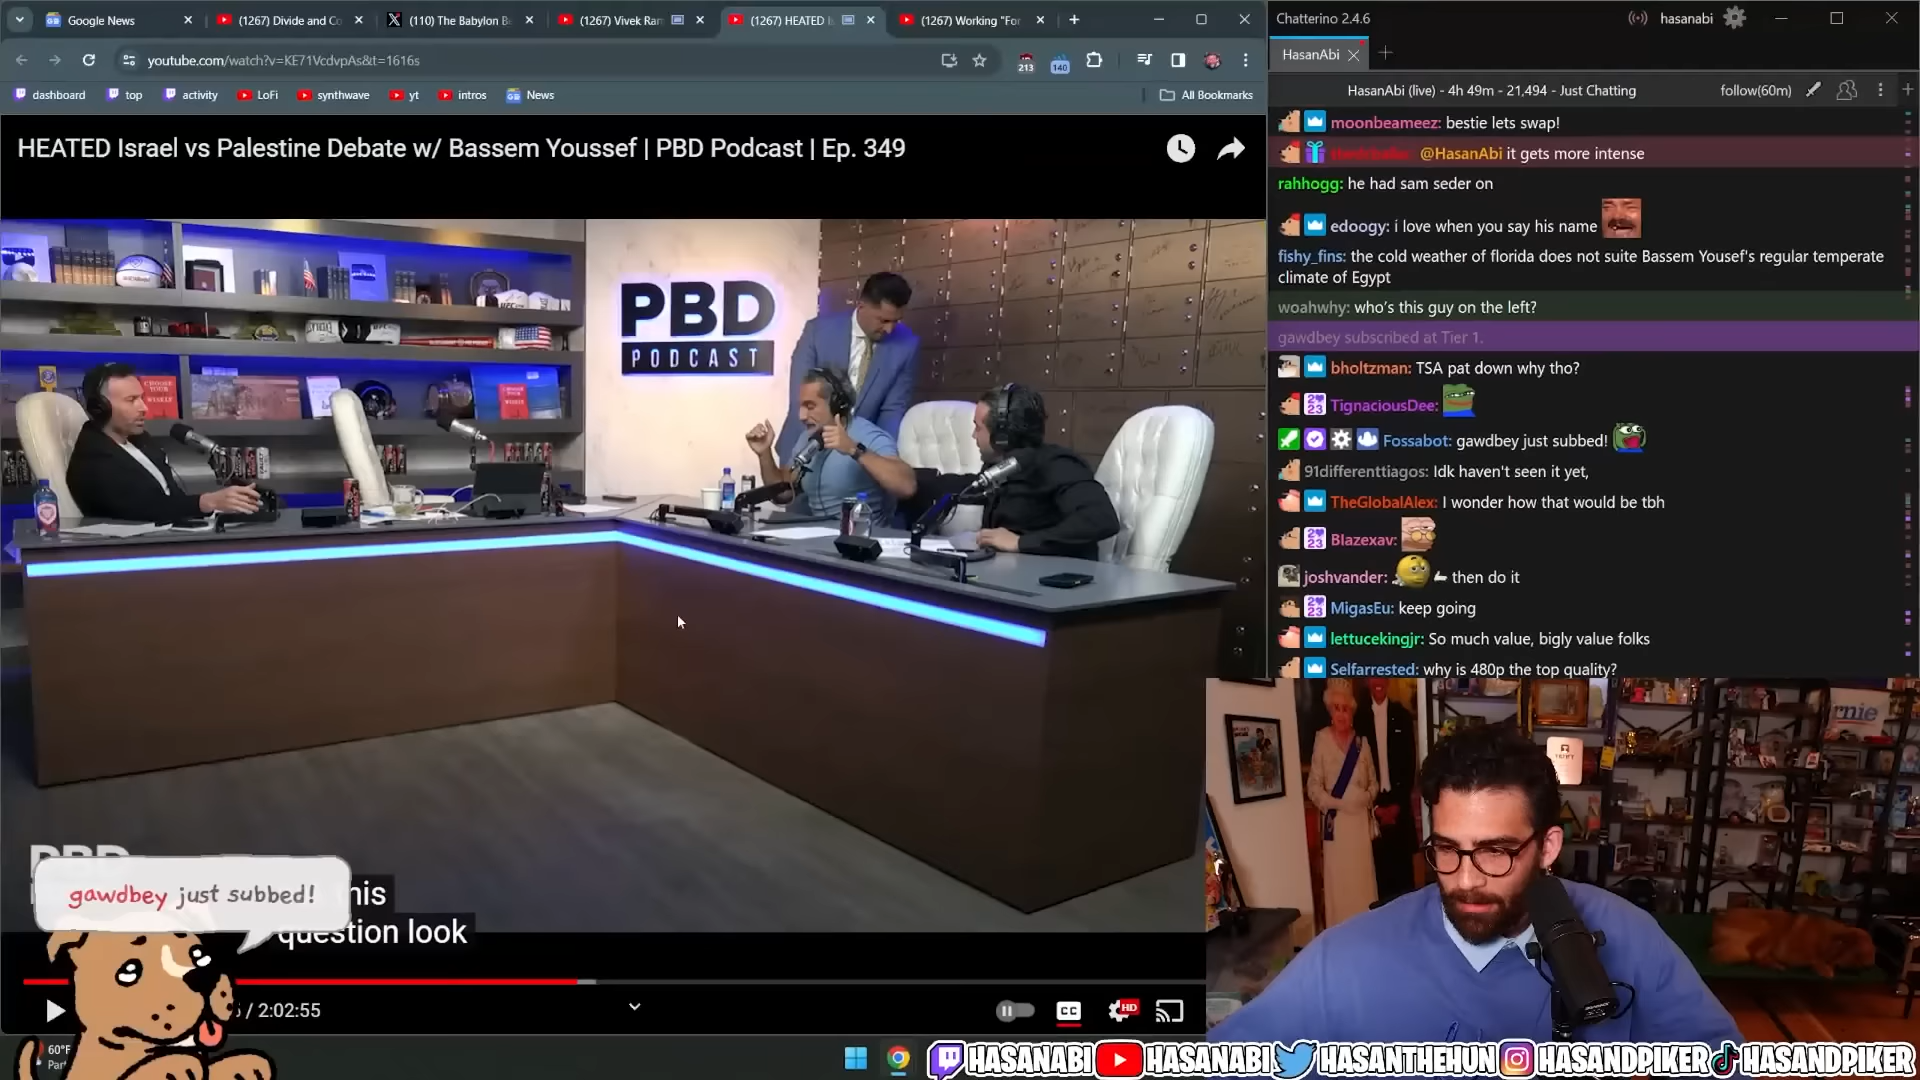 Google News
(1267) Divide and Co
(110) The Babylon Be
(1267) Vivek Ran
(1267) HEATED I
(1267) Working "For
youtube.com/watch?v=KE71VcdvpAs&t=1616s
213
140
dashboard
top
activity
LoFi
synthwave
yt
intros
News
All Bookmarks
HEATED Israel vs Palestine Debate w/ Bassem Youssef | PBD Podcast | Ep. 349
PBD
PODCAST
PBD
gawdbey just subbed!
his
question look
/ 2:02:55
CC
HD
60°F
Chatterino 2.4.6
hasanabi
HasanAbi
HasanAbi (live) - 4h 49m - 21,494 - Just Chatting
follow(60m)
moonbeameez: bestie lets swap!
@HasanAbi it gets more intense
rahhogg: he had sam seder on
edoogy: i love when you say his name
fishy_fins: the cold weather of florida does not suite Bassem Yousef's regular temperate
climate of Egypt
woahwhy: who's this guy on the left?
gawdbey subscribed at Tier 1.
bholtzman: TSA pat down why tho?
TignaciousDee:
Fossabot: gawdbey just subbed!
91differenttiagos: Idk haven't seen it yet,
TheGlobalAlex: I wonder how that would be tbh
Blazexav:
joshvander: then do it
MigasEu: keep going
lettucekingjr: So much value, bigly value folks
Selfarrested: why is 480p the top quality?
HASANABI HASANABI HASANTHEHUN HASANDPIKER HASANDPIKER